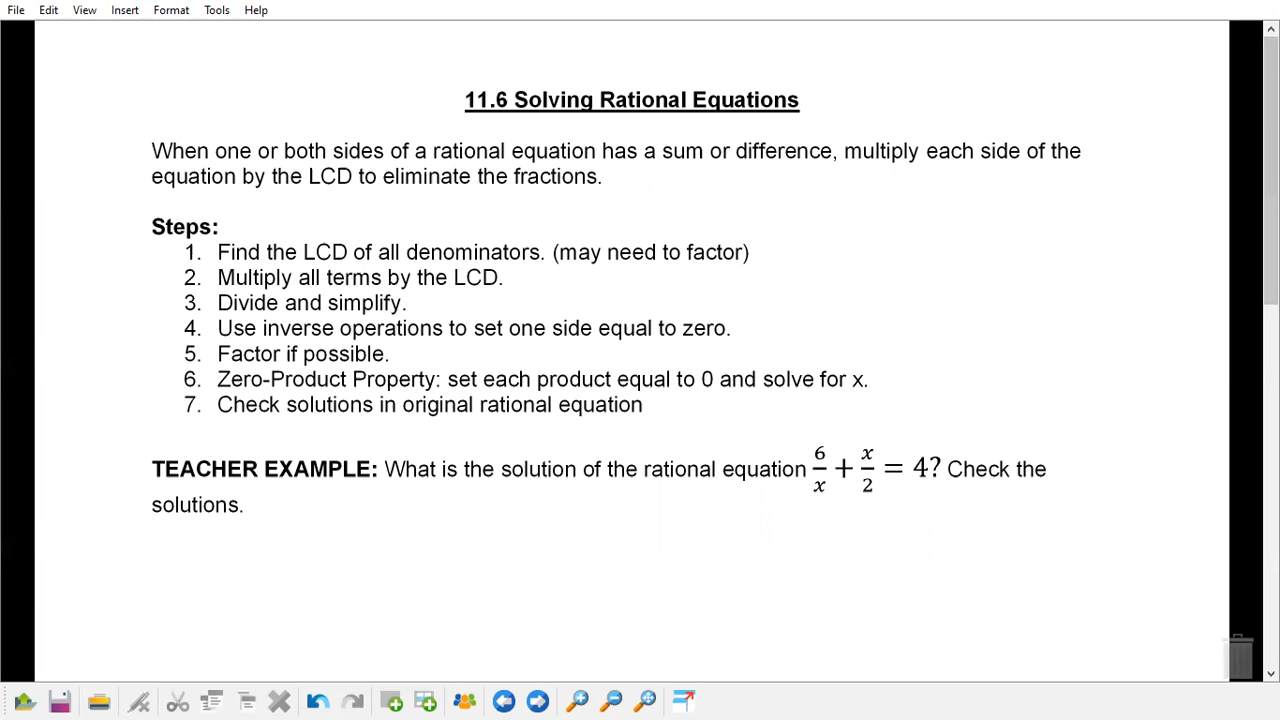 File Edit View Insert Format Tools Help
11.6 Solving Rational Equations
When one or both sides of a rational equation has a sum or difference, multiply each side of the
equation by the LCD to eliminate the fractions.
Steps:
1. Find the LCD of all denominators. (may need to factor)
2. Multiply all terms by the LCD.
3. Divide and simplify.
4. Use inverse operations to set one side equal to zero.
5. Factor if possible.
6. Zero-Product Property: set each product equal to 0 and solve for x.
7. Check solutions in original rational equation
TEACHER EXAMPLE: What is the solution of the rational equation 6/x + x/2 = 4? Check the
solutions.